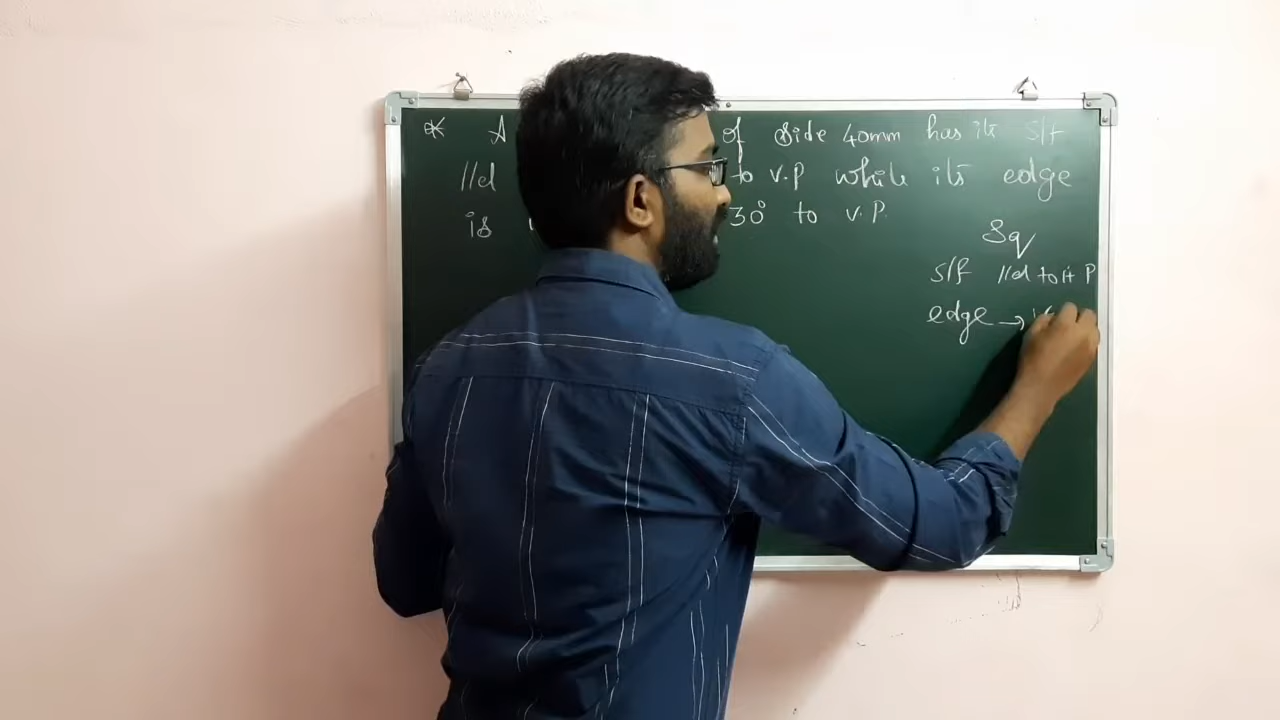 * A of side 40mm has its S/f
//el to V.P while its edge
is 30° to V.P.
Sq
S/f //el to H P
edge →